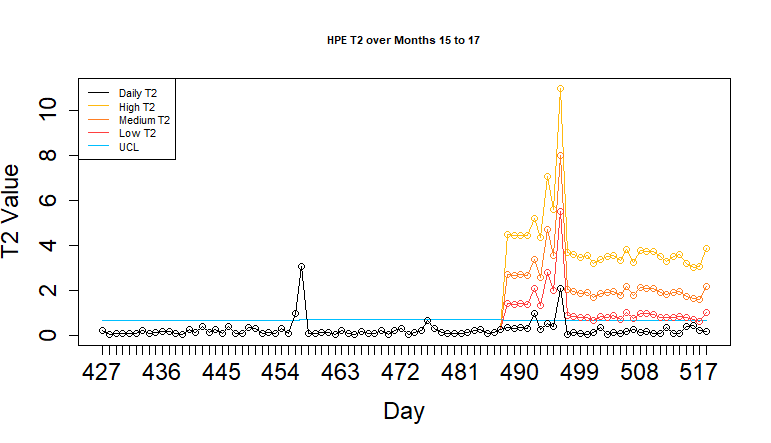 HPE T2 over Months 15 to 17
Daily T2
High T2
Medium T2
Low T2
UCL
T2 Value
10
8
6
4
2
0
427 436 445 454 463 472 481 490 499 508 517
Day